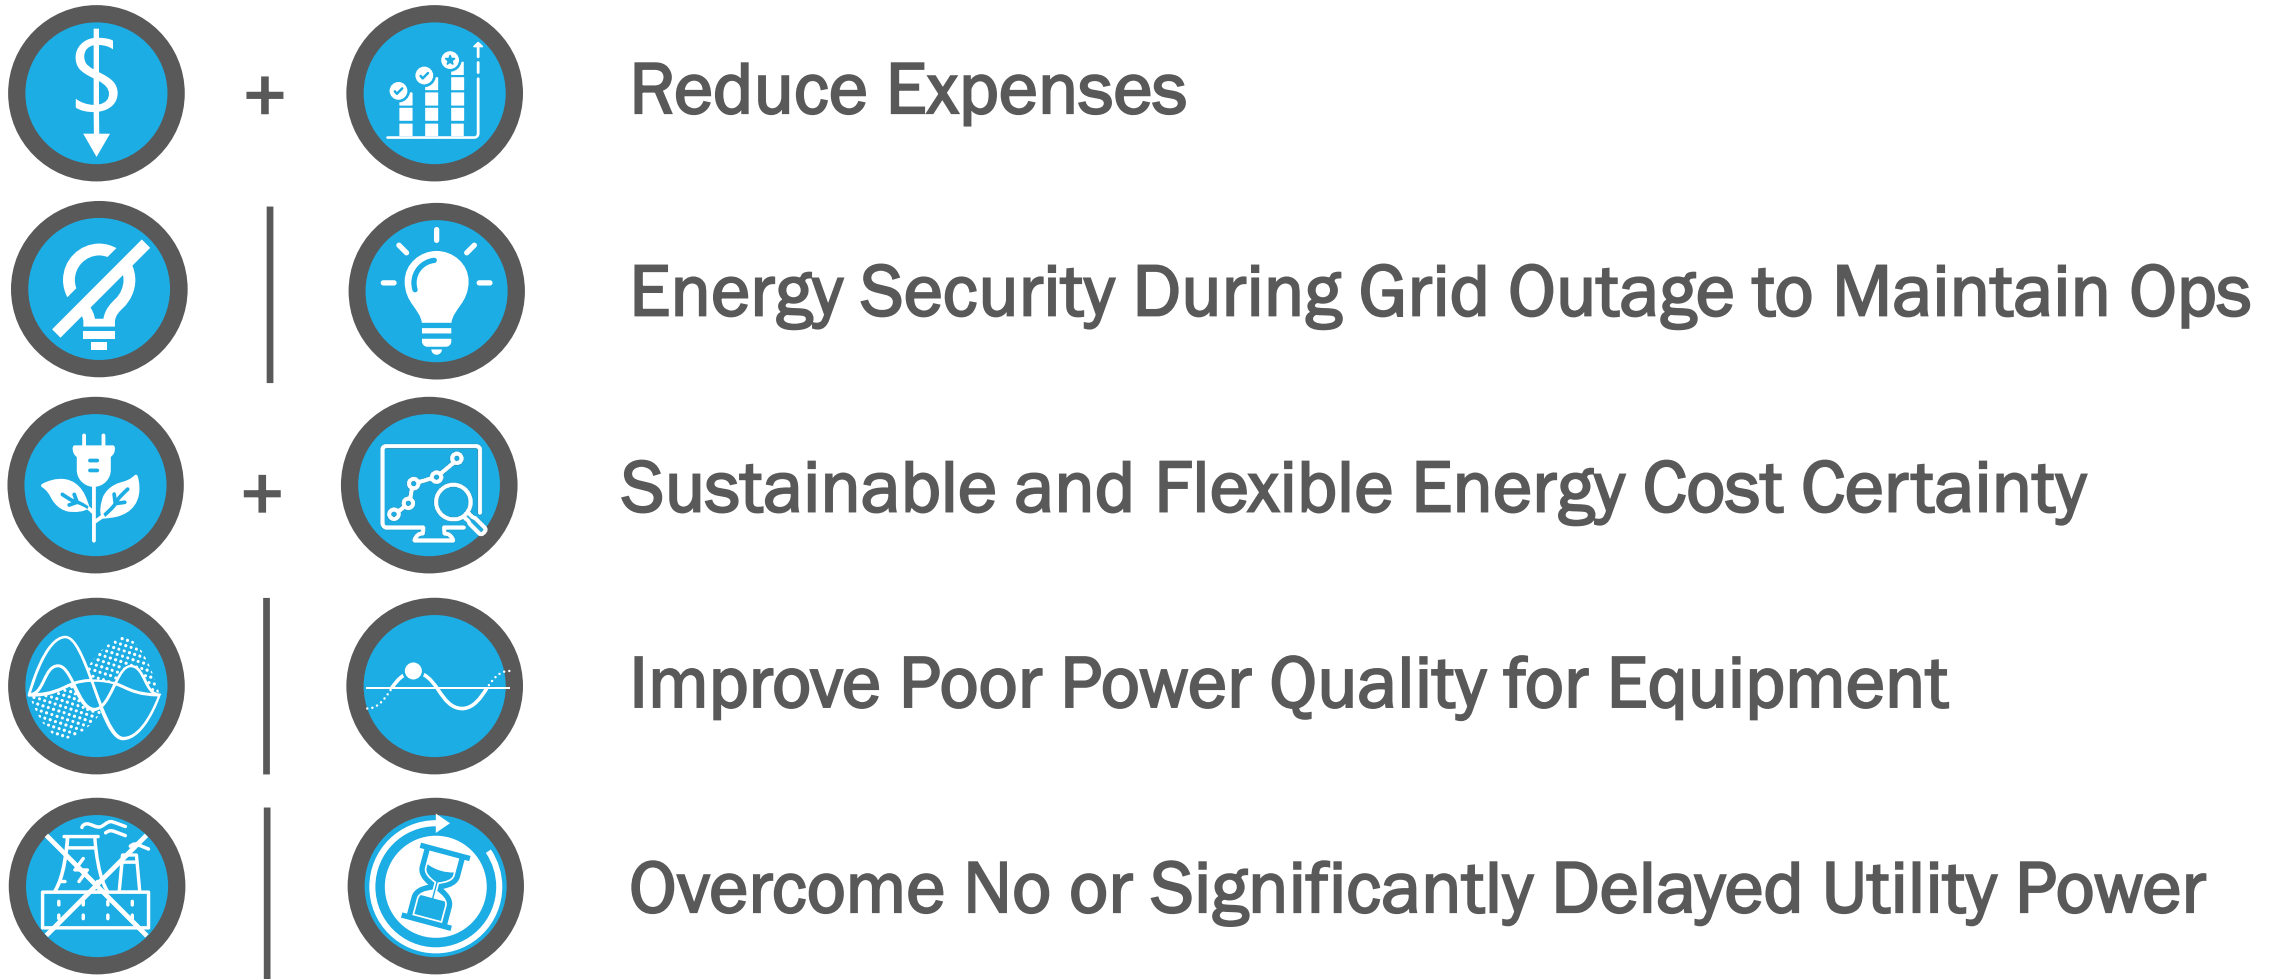 $ + Reduce Expenses
Energy Security During Grid Outage to Maintain Ops
+ Sustainable and Flexible Energy Cost Certainty
Improve Poor Power Quality for Equipment
Overcome No or Significantly Delayed Utility Power